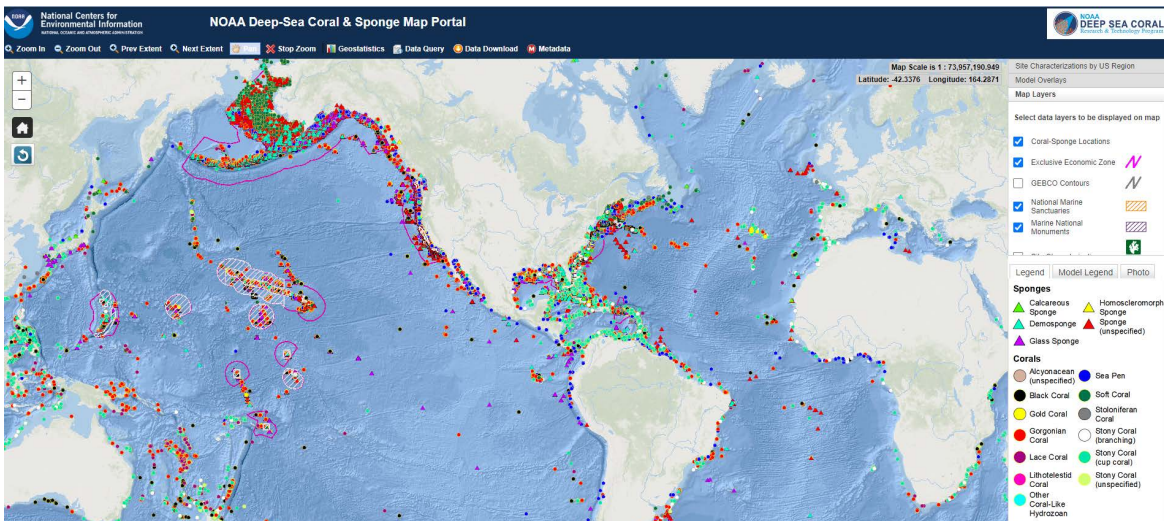 NOAA
National Centers for
Environmental Information
NATIONAL OCEANIC AND ATMOSPHERIC ADMINISTRATION
NOAA Deep-Sea Coral & Sponge Map Portal
NOAA
DEEP SEA CORAL
Research & Technology Program
Zoom In Zoom Out Prev Extent Next Extent Pan Stop Zoom Geostatistics Data Query Data Download M Metadata
Map Scale is 1 : 73,957,190.949
Latitude: -42.3376 Longitude: 164.2871
+
−
Site Characterizations by US Region
Model Overlays
Map Layers
Select data layers to be displayed on map
Coral-Sponge Locations
Exclusive Economic Zone
GEBCO Contours
National Marine
Sanctuaries
Marine National
Monuments
Legend Model Legend Photo
Sponges
Calcareous
Sponge
Homoscleromorph
Sponge
Demosponge
Sponge
(unspecified)
Glass Sponge
Corals
Alcyonacean
(unspecified)
Sea Pen
Black Coral
Soft Coral
Gold Coral
Stoloniferan
Coral
Gorgonian
Coral
Stony Coral
(branching)
Lace Coral
Stony Coral
(cup coral)
Lithotelestid
Coral
Stony Coral
(unspecified)
Other
Coral-Like
Hydrozoan